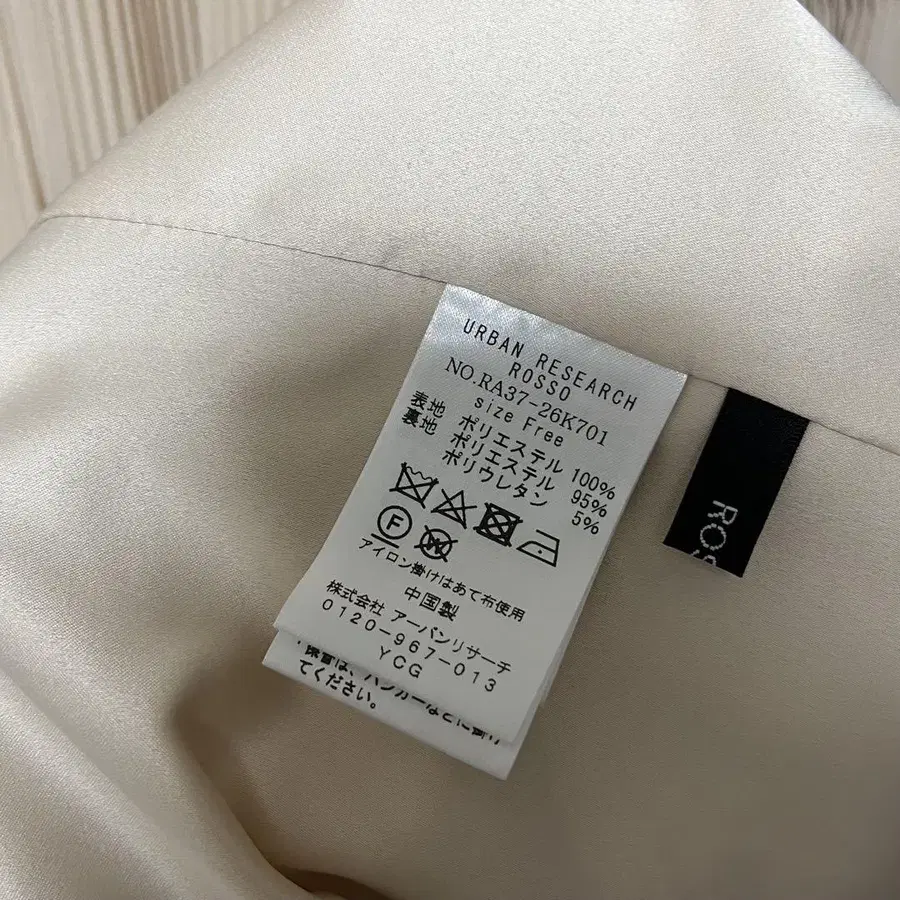 URBAN RESEARCH
ROSSO
NO.RA37-26K701
size Free
表地 ポリエステル 100%
裏地 ポリエステル 95%
ポリウレタン 5%
F W
アイロン掛けはあて布使用
中国製
株式会社 アーバンリサーチ
0120-967-013
YCG
てください。
ROS